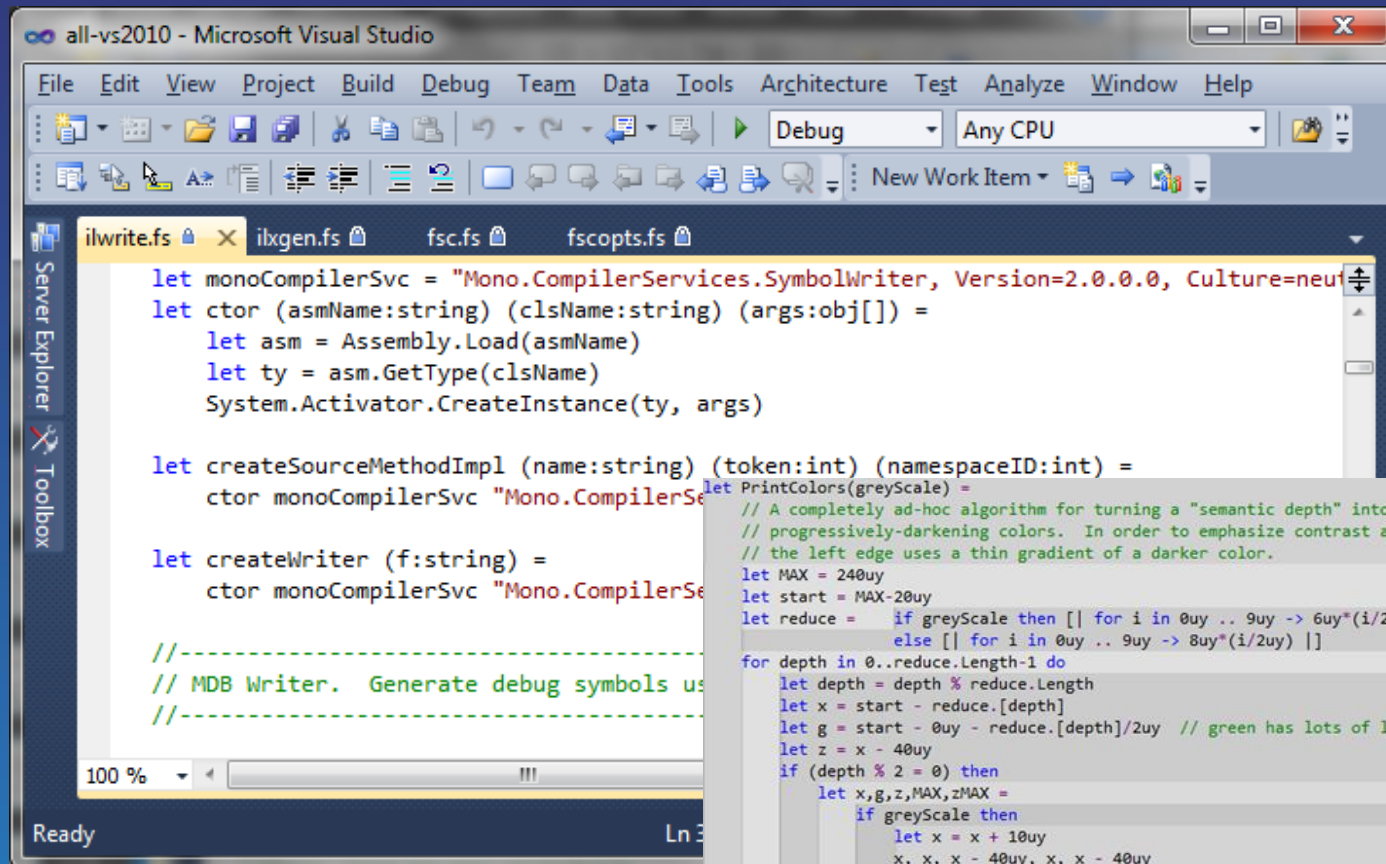 all-vs2010 - Microsoft Visual Studio
File Edit View Project Build Debug Team Data Tools Architecture Test Analyze Window Help
Debug Any CPU
New Work Item
ilwrite.fs ilxgen.fs fsc.fs fscopts.fs
Server Explorer
Toolbox
let monoCompilerSvc = "Mono.CompilerServices.SymbolWriter, Version=2.0.0.0, Culture=neut
let ctor (asmName:string) (clsName:string) (args:obj[]) =
let asm = Assembly.Load(asmName)
let ty = asm.GetType(clsName)
System.Activator.CreateInstance(ty, args)
let createSourceMethodImpl (name:string) (token:int) (namespaceID:int) =
ctor monoCompilerSvc "Mono.CompilerSe
let createWriter (f:string) =
ctor monoCompilerSvc "Mono.CompilerSe
//---------------------------------------
// MDB Writer.  Generate debug symbols us
//---------------------------------------
100 %
Ready Ln 3
let PrintColors(greyScale) =
// A completely ad-hoc algorithm for turning a "semantic depth" into
// progressively-darkening colors.  In order to emphasize contrast a
// the left edge uses a thin gradient of a darker color.
let MAX = 240uy
let start = MAX-20uy
let reduce = if greyScale then [| for i in 0uy .. 9uy -> 6uy*(i/2
else [| for i in 0uy .. 9uy -> 8uy*(i/2uy) |]
for depth in 0..reduce.Length-1 do
let depth = depth % reduce.Length
let x = start - reduce.[depth]
let g = start - 0uy - reduce.[depth]/2uy  // green has lots of l
let z = x - 40uy
if (depth % 2 = 0) then
let x,g,z,MAX,zMAX =
if greyScale then
let x = x + 10uy
x, x, x - 40uy, x, x - 40uy